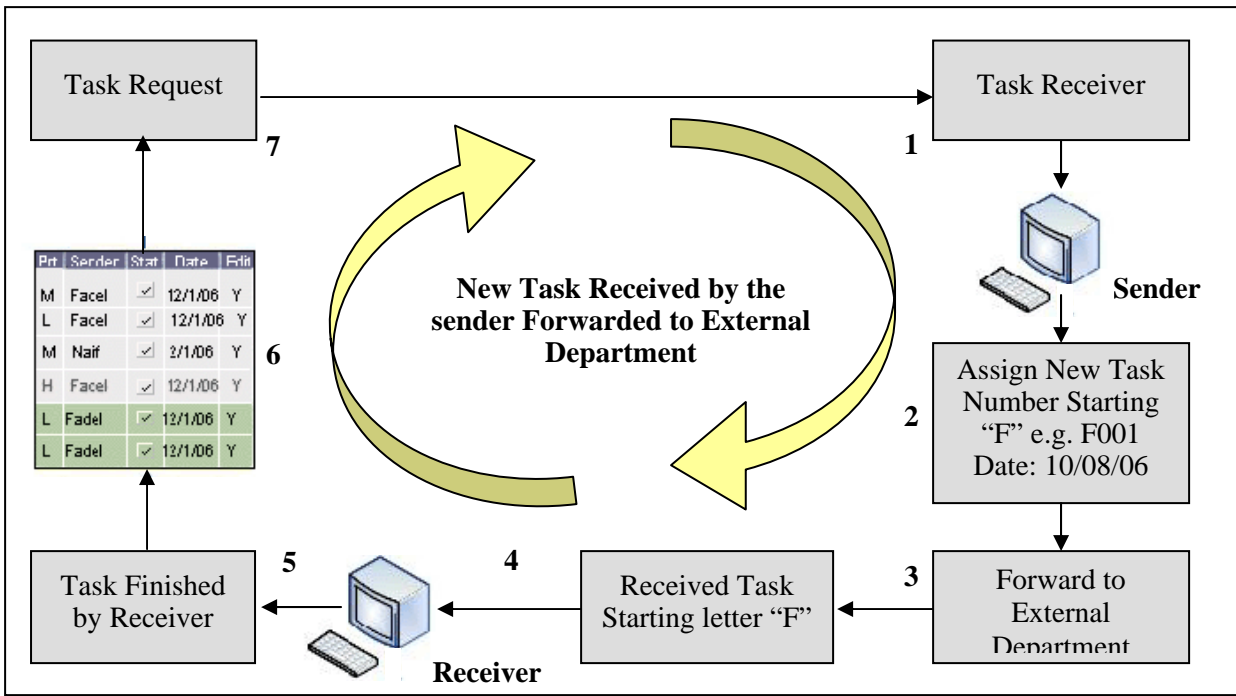 Task Request
7
Task Receiver
1
Sender
New Task Received by the
sender Forwarded to External
Department
Prt Sender Stat Date Edit
M Facel 12/1/06 Y
L Facel 12/1/06 Y
M Naif 2/1/06 Y
H Facel 12/1/06 Y
L Fadel 12/1/06 Y
L Fadel 12/1/06 Y
6
2
Assign New Task
Number Starting
“F” e.g. F001
Date: 10/08/06
3
Forward to
External
Department
4
Received Task
Starting letter “F”
5
Receiver
Task Finished
by Receiver